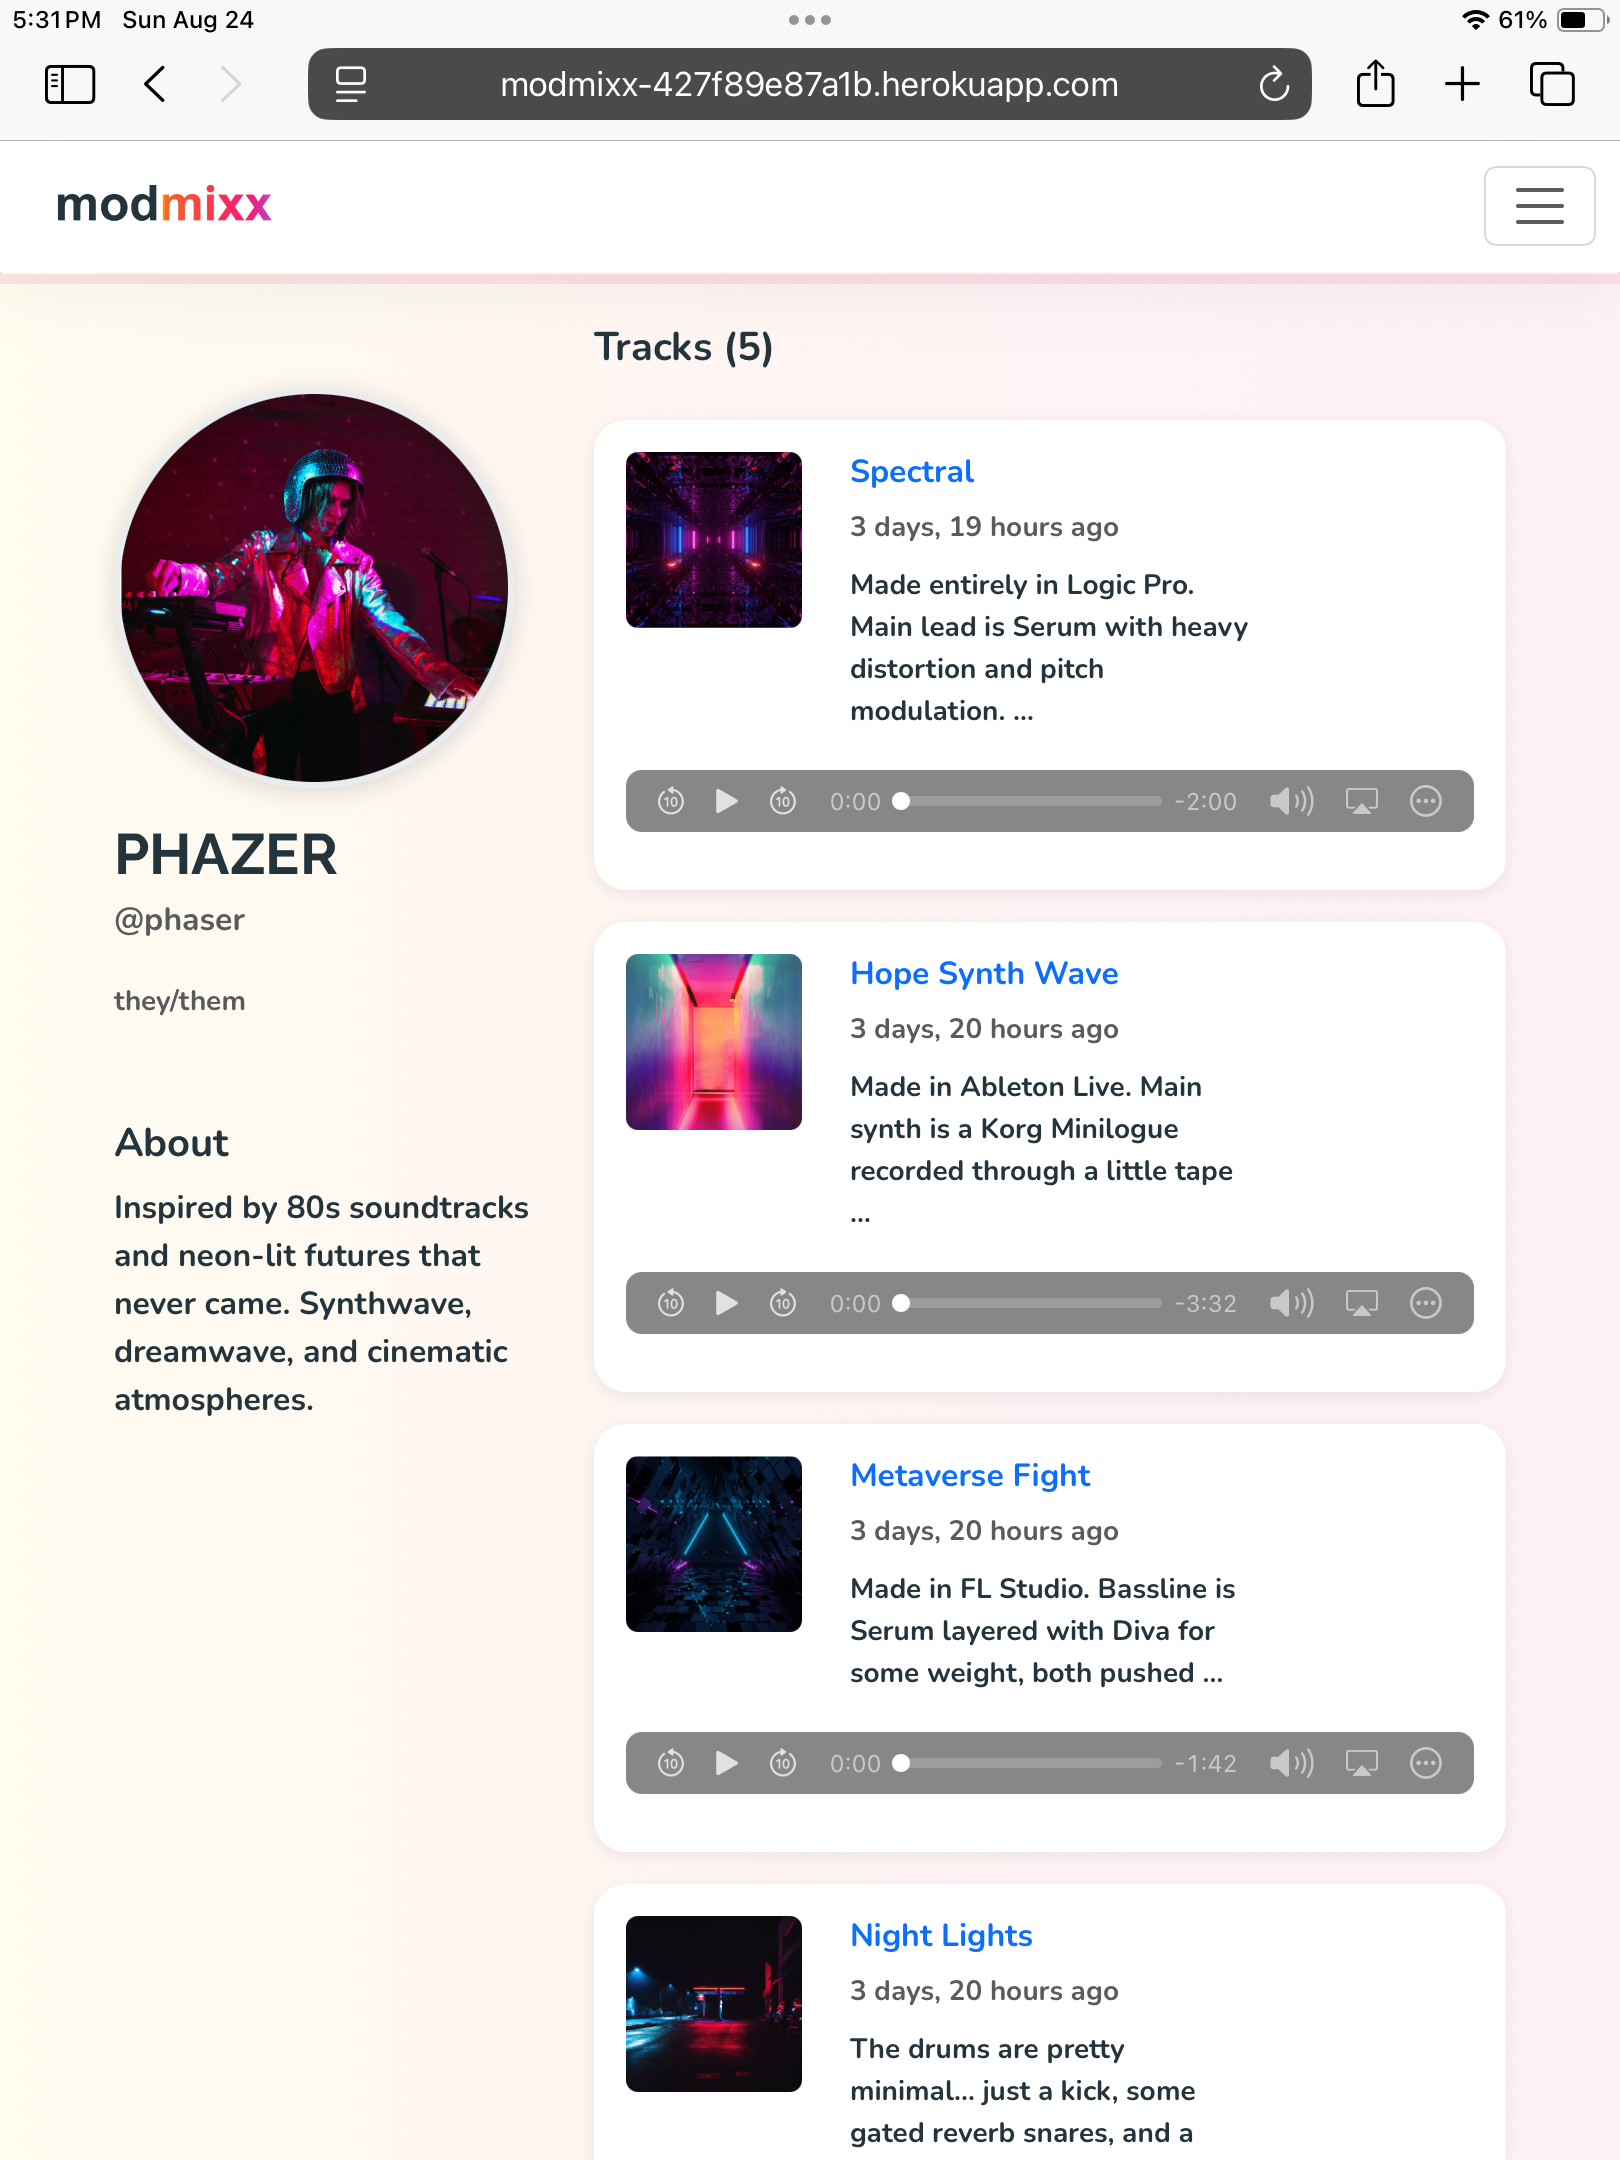 5:31 PM Sun Aug 24
61%
modmixx-427f89e87a1b.herokuapp.com
modmixx
PHAZER
@phaser
they/them
About
Inspired by 80s soundtracks
and neon-lit futures that
never came. Synthwave,
dreamwave, and cinematic
atmospheres.
Tracks (5)
Spectral
3 days, 19 hours ago
Made entirely in Logic Pro.
Main lead is Serum with heavy
distortion and pitch
modulation. ...
10 10 0:00 -2:00
Hope Synth Wave
3 days, 20 hours ago
Made in Ableton Live. Main
synth is a Korg Minilogue
recorded through a little tape
...
10 10 0:00 -3:32
Metaverse Fight
3 days, 20 hours ago
Made in FL Studio. Bassline is
Serum layered with Diva for
some weight, both pushed ...
10 10 0:00 -1:42
Night Lights
3 days, 20 hours ago
The drums are pretty
minimal... just a kick, some
gated reverb snares, and a